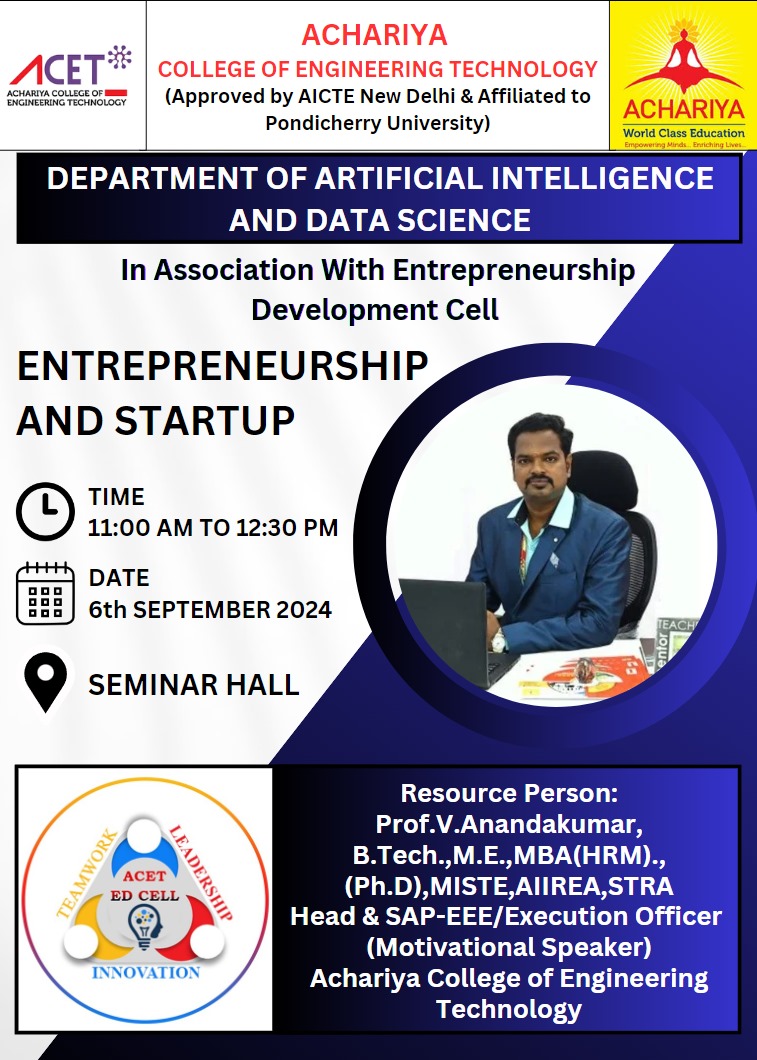 ACET
ACHARIYA COLLEGE OF
ENGINEERING TECHNOLOGY
ACHARIYA
COLLEGE OF ENGINEERING TECHNOLOGY
(Approved by AICTE New Delhi & Affiliated to
Pondicherry University)
ACHARIYA
World Class Education
Empowering Minds... Enriching Lives...
DEPARTMENT OF ARTIFICIAL INTELLIGENCE
AND DATA SCIENCE
In Association With Entrepreneurship
Development Cell
ENTREPRENEURSHIP
AND STARTUP
TIME
11:00 AM TO 12:30 PM
DATE
6th SEPTEMBER 2024
SEMINAR HALL
TEACH
entor
TEAMWORK
LEADERSHIP
ACET
ED CELL
INNOVATION
Resource Person:
Prof.V.Anandakumar,
B.Tech.,M.E.,MBA(HRM).,
(Ph.D),MISTE,AIIREA,STRA
Head & SAP-EEE/Execution Officer
(Motivational Speaker)
Achariya College of Engineering
Technology